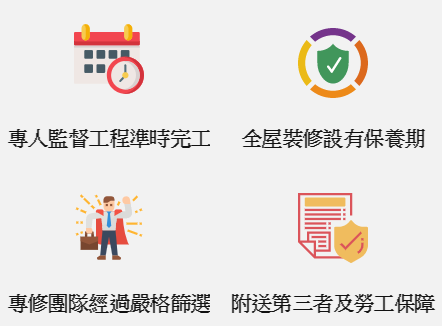 專人監督工程準時完工
全屋裝修設有保養期
專修團隊經過嚴格篩選
附送第三者及勞工保障